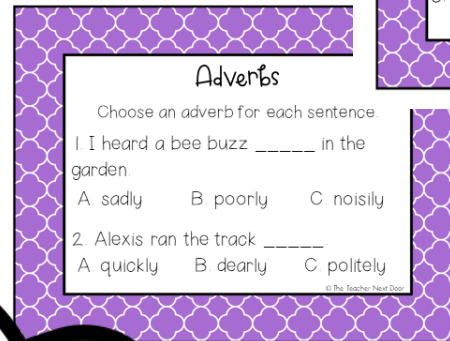 Adverbs
Choose an adverb for each sentence.
1. I heard a bee buzz _____ in the
garden.
A. sadly B. poorly C. noisily
2. Alexis ran the track _____.
A. quickly B. dearly C. politely
© The Teacher Next Door